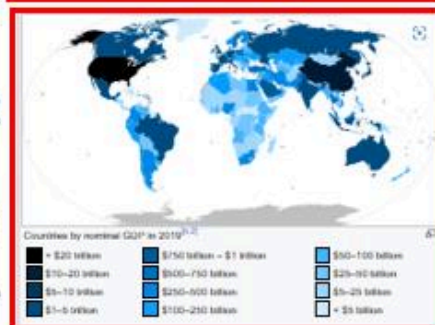 Countries by nominal GDP in 2019[n 2]
> $20 trillion
$10–20 trillion
$5–10 trillion
$1–5 trillion
$750 billion – $1 trillion
$500–750 billion
$250–500 billion
$100–250 billion
$50–100 billion
$25–50 billion
$5–25 billion
< $5 billion